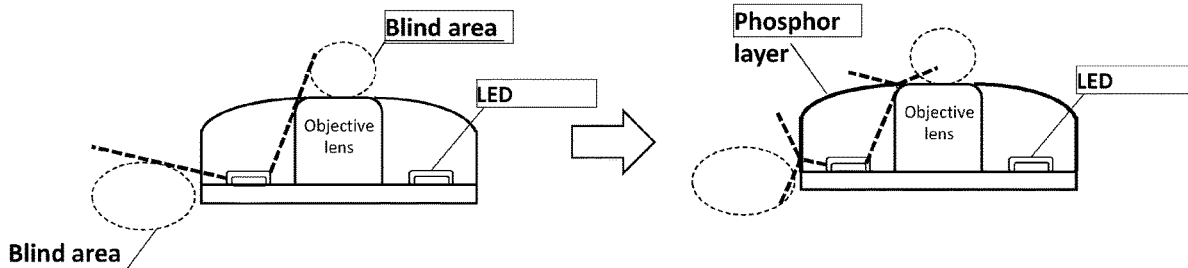 Blind area
LED
Objective
lens
Blind area
Phosphor
layer
LED
Objective
lens